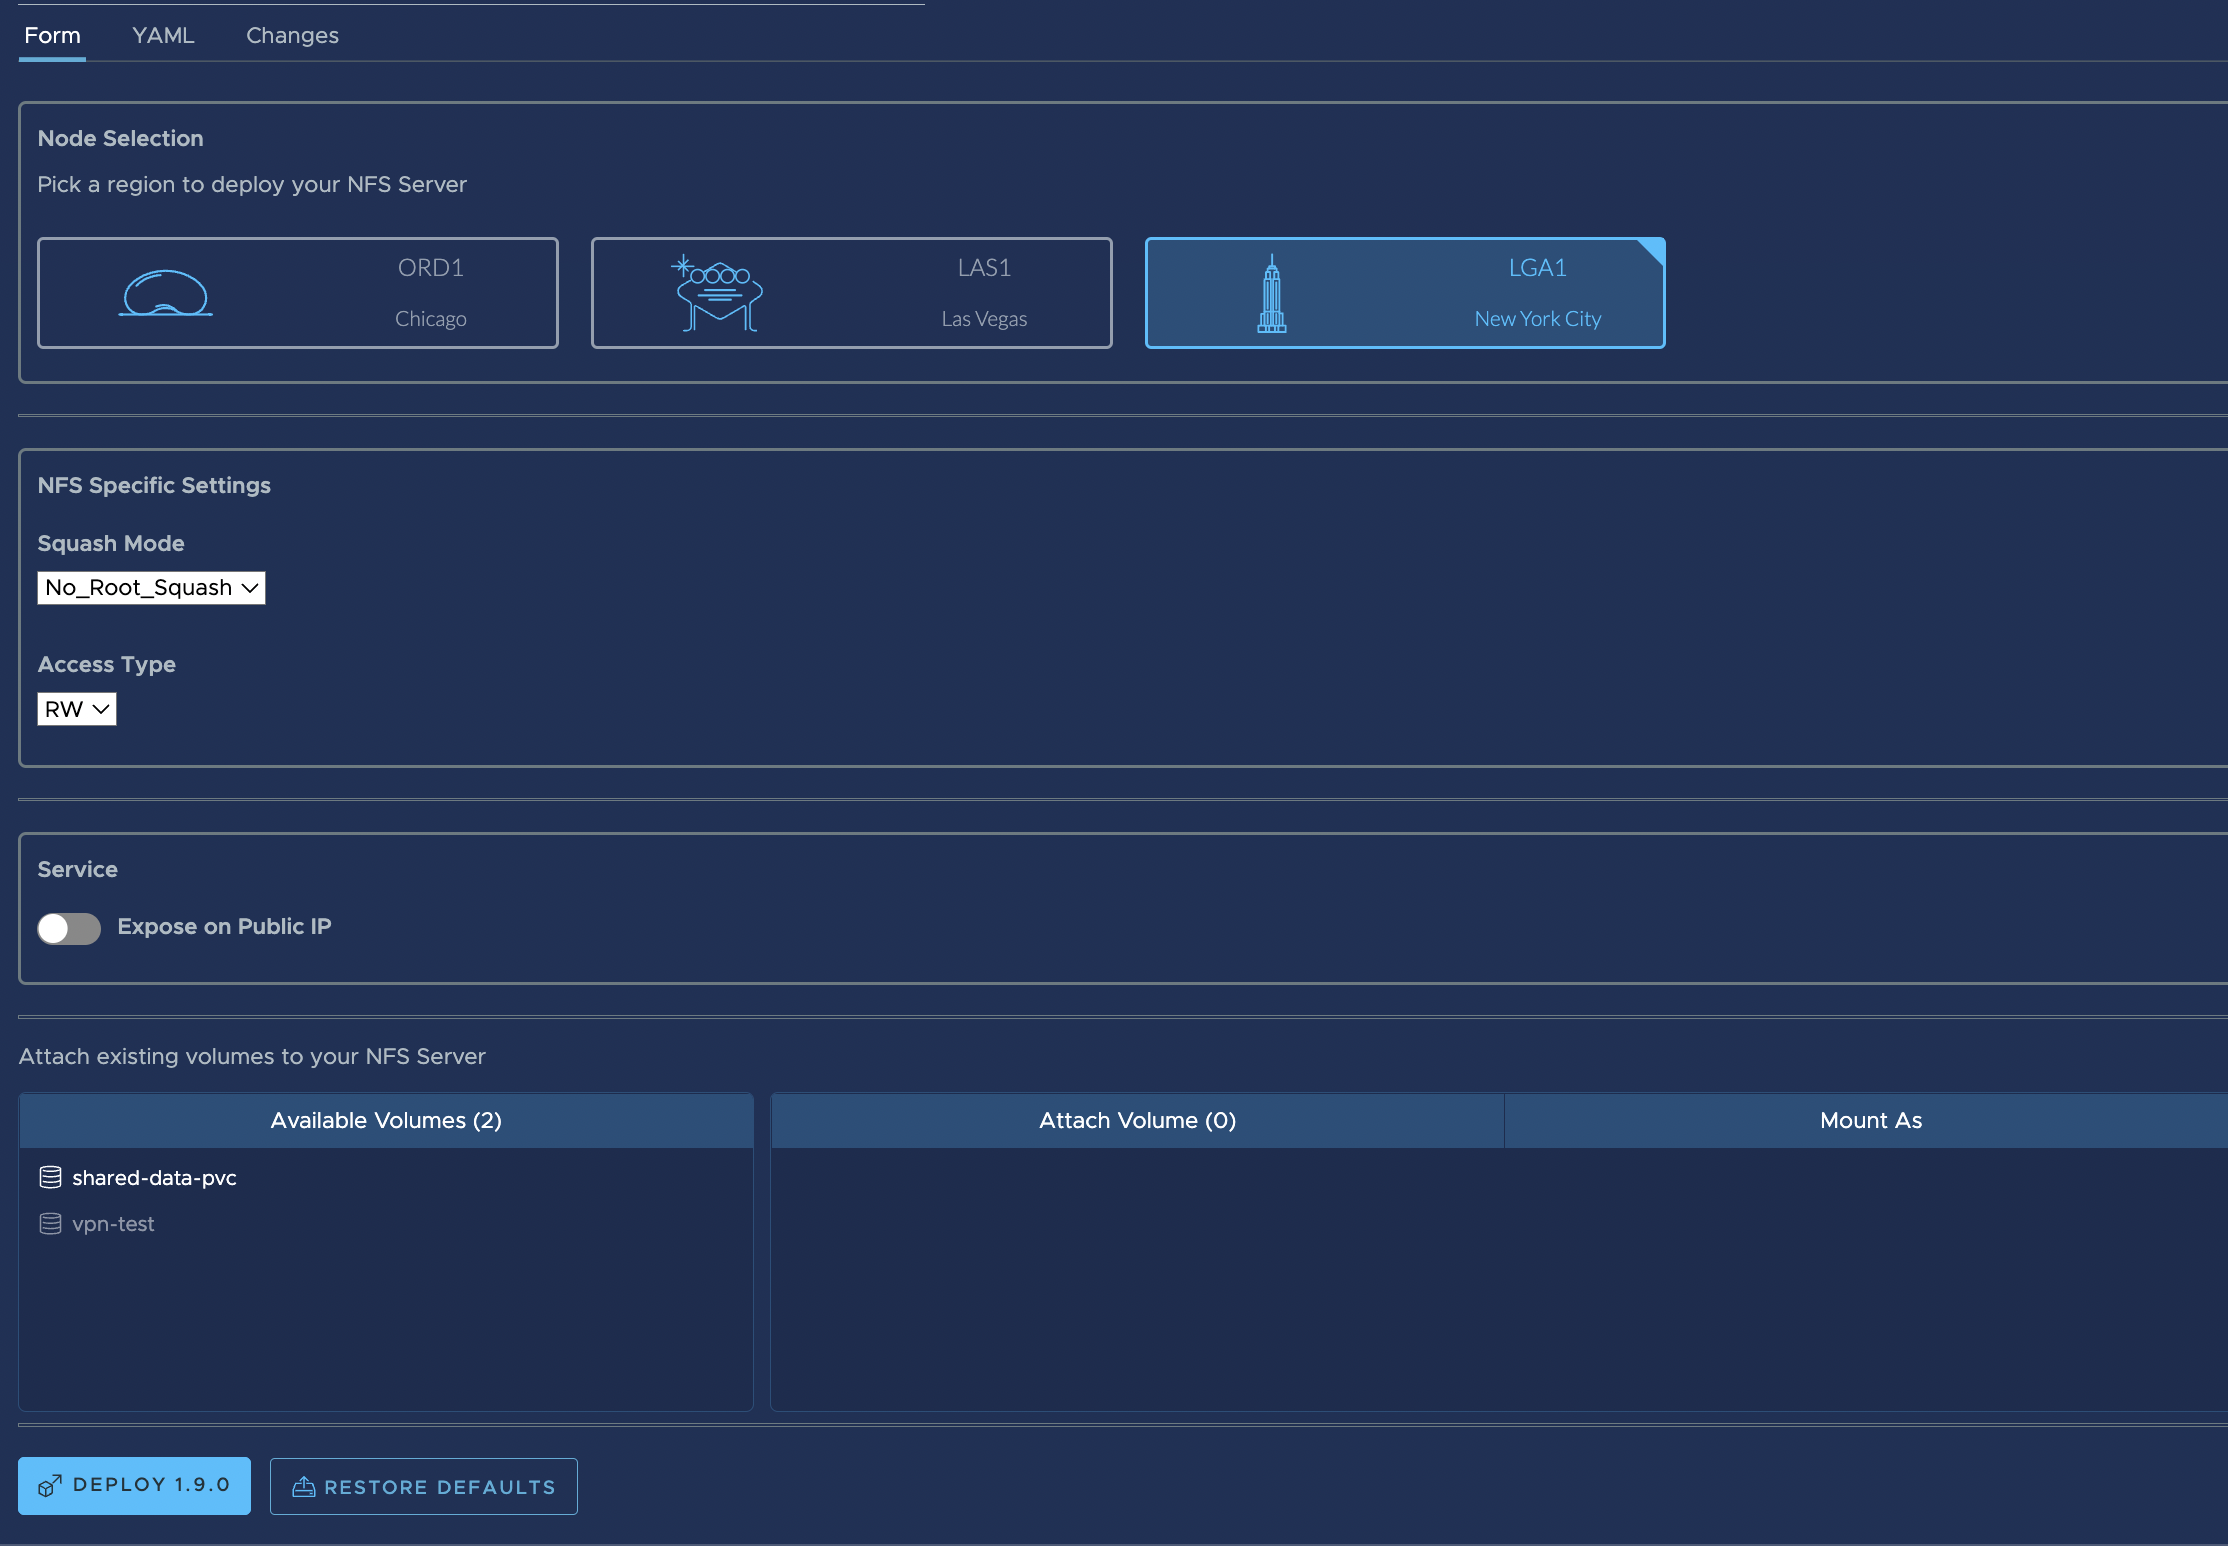 Form YAML Changes
Node Selection
Pick a region to deploy your NFS Server
ORD1
Chicago
LAS1
Las Vegas
LGA1
New York City
NFS Specific Settings
Squash Mode
No_Root_Squash
Access Type
RW
Service
Expose on Public IP
Attach existing volumes to your NFS Server
Available Volumes (2)
Attach Volume (0)
Mount As
shared-data-pvc
vpn-test
DEPLOY 1.9.0
RESTORE DEFAULTS